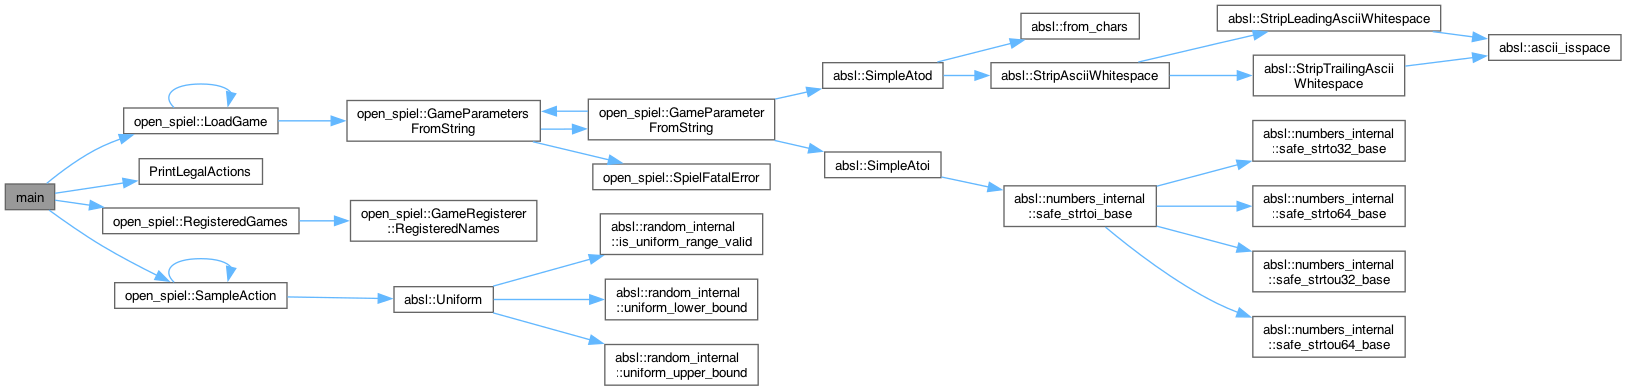 main
open_spiel::LoadGame
PrintLegalActions
open_spiel::RegisteredGames
open_spiel::SampleAction
open_spiel::GameParameters
FromString
open_spiel::GameRegisterer
::RegisteredNames
absl::Uniform
open_spiel::GameParameter
FromString
open_spiel::SpielFatalError
absl::random_internal
::is_uniform_range_valid
absl::random_internal
::uniform_lower_bound
absl::random_internal
::uniform_upper_bound
absl::SimpleAtod
absl::SimpleAtoi
absl::from_chars
absl::StripAsciiWhitespace
absl::numbers_internal
::safe_strtoi_base
absl::StripLeadingAsciiWhitespace
absl::StripTrailingAscii
Whitespace
absl::numbers_internal
::safe_strto32_base
absl::numbers_internal
::safe_strto64_base
absl::numbers_internal
::safe_strtou32_base
absl::numbers_internal
::safe_strtou64_base
absl::ascii_isspace